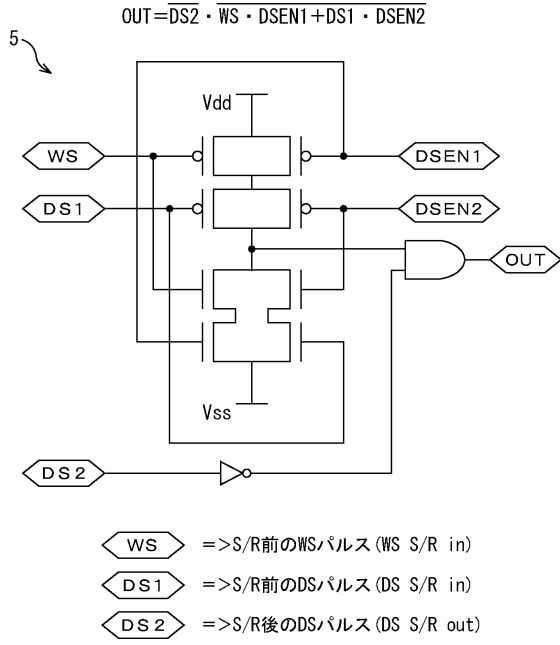 OUT=DS2・WS・DSEN1+DS1・DSEN2
5
Vdd
WS
DSEN1
DS1
DSEN2
OUT
Vss
DS2
WS =>S/R前のWSパルス(WS S/R in)
DS1 =>S/R前のDSパルス(DS S/R in)
DS2 =>S/R後のDSパルス(DS S/R out)